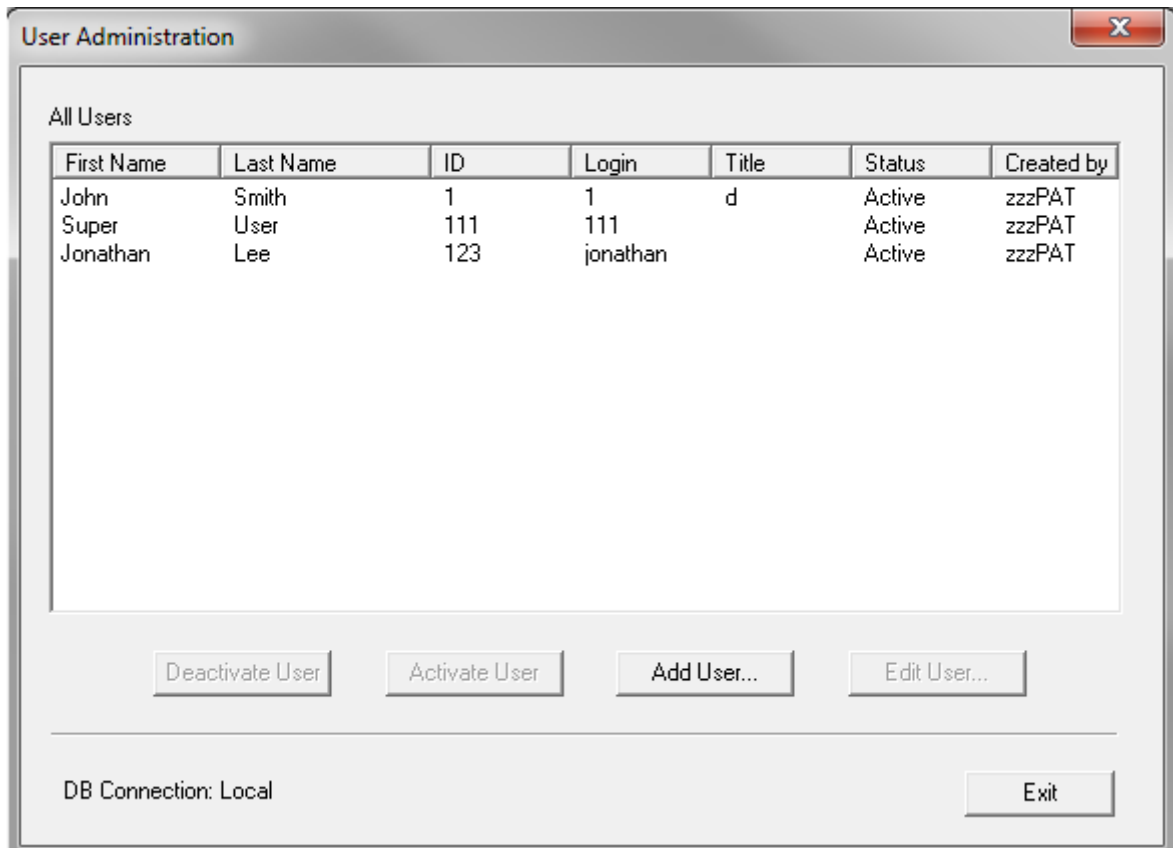 User Administration
All Users
First Name Last Name ID Login Title Status Created by
John Smith 1 1 d Active zzzPAT
Super User 111 111 Active zzzPAT
Jonathan Lee 123 jonathan Active zzzPAT
Deactivate User Activate User Add User... Edit User...
DB Connection: Local Exit